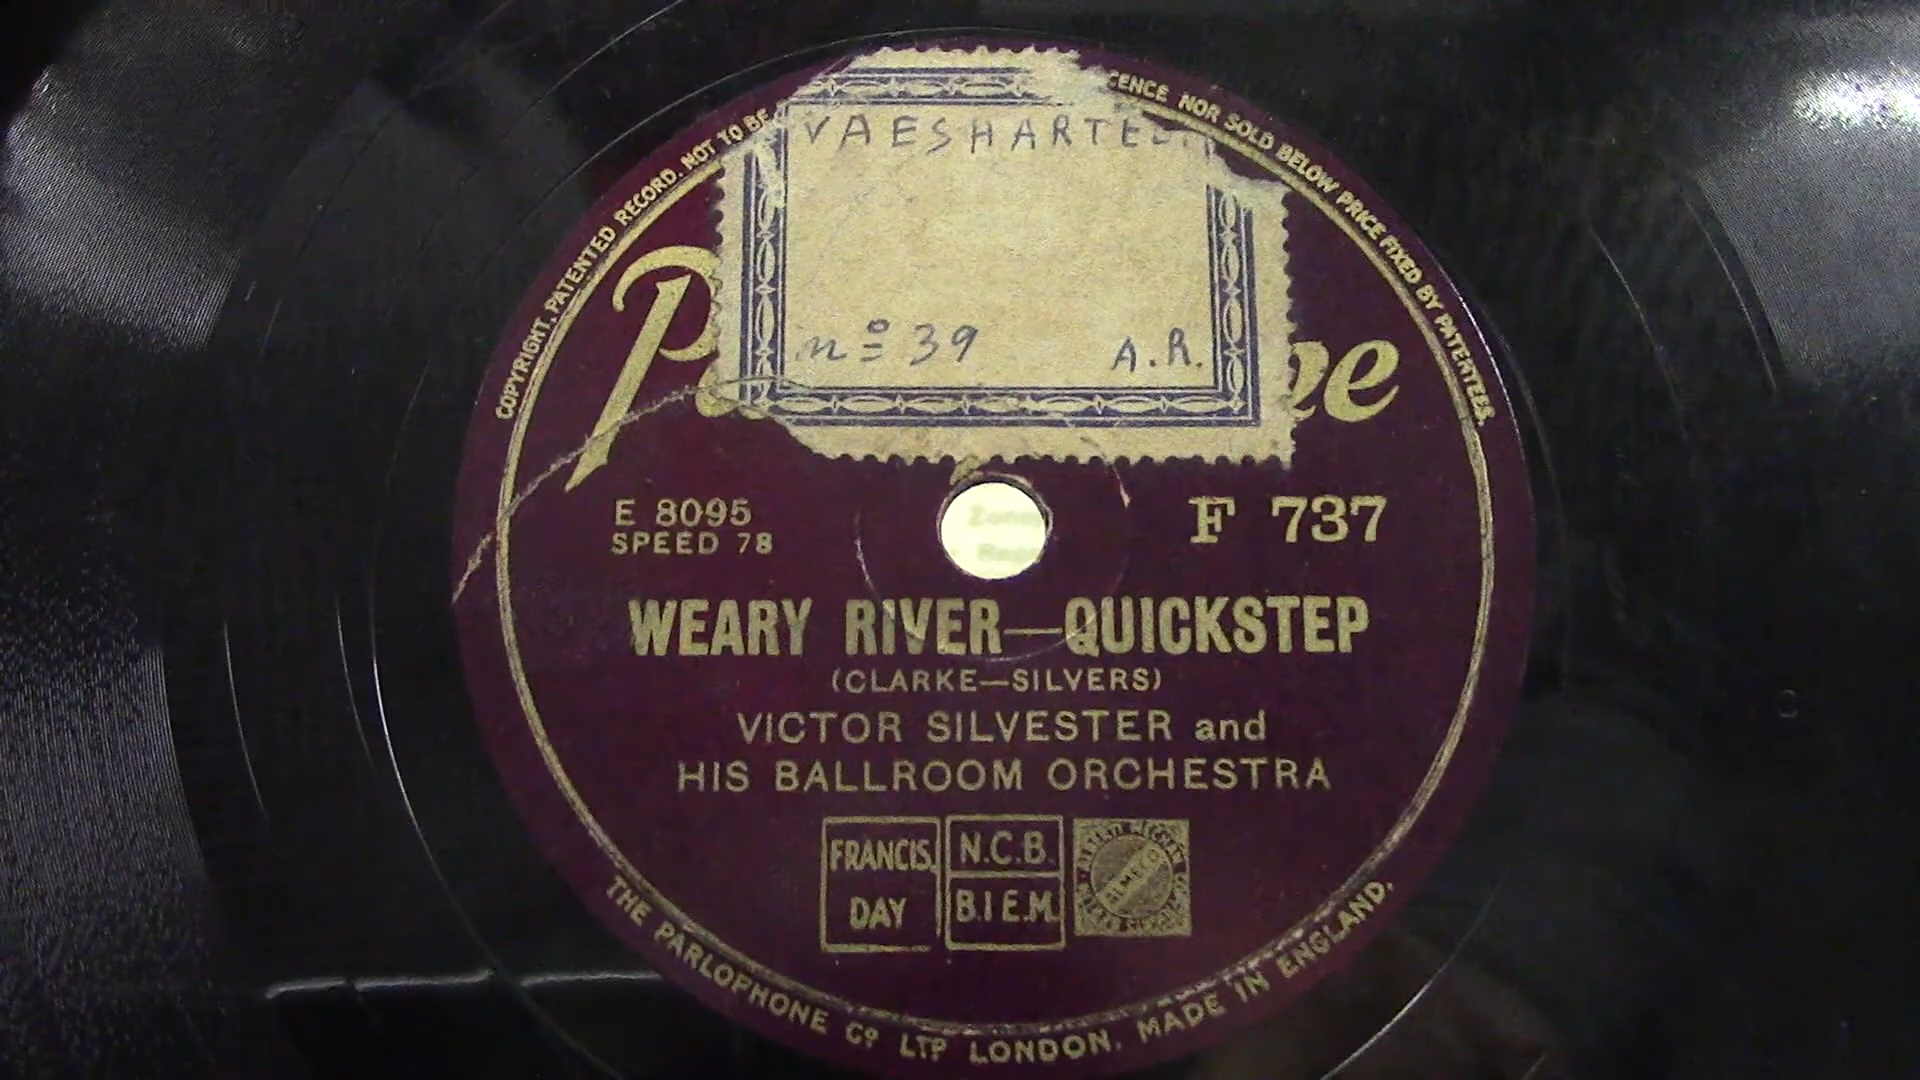 COPYRIGHT. PATENTED RECORD. NOT TO BE
CENCE NOR SOLD BELOW PRICE FIXED BY PATENTEES.
VAESHARTEL
nº 39 A.R.
E 8095
SPEED 78
F 737
WEARY RIVER—QUICKSTEP
(CLARKE—SILVERS)
VICTOR SILVESTER and
HIS BALLROOM ORCHESTRA
FRANCIS,
DAY
N.C.B.
B.I E.M.
ALMECO
THE PARLOPHONE Cº LTD LONDON. MADE IN ENGLAND.